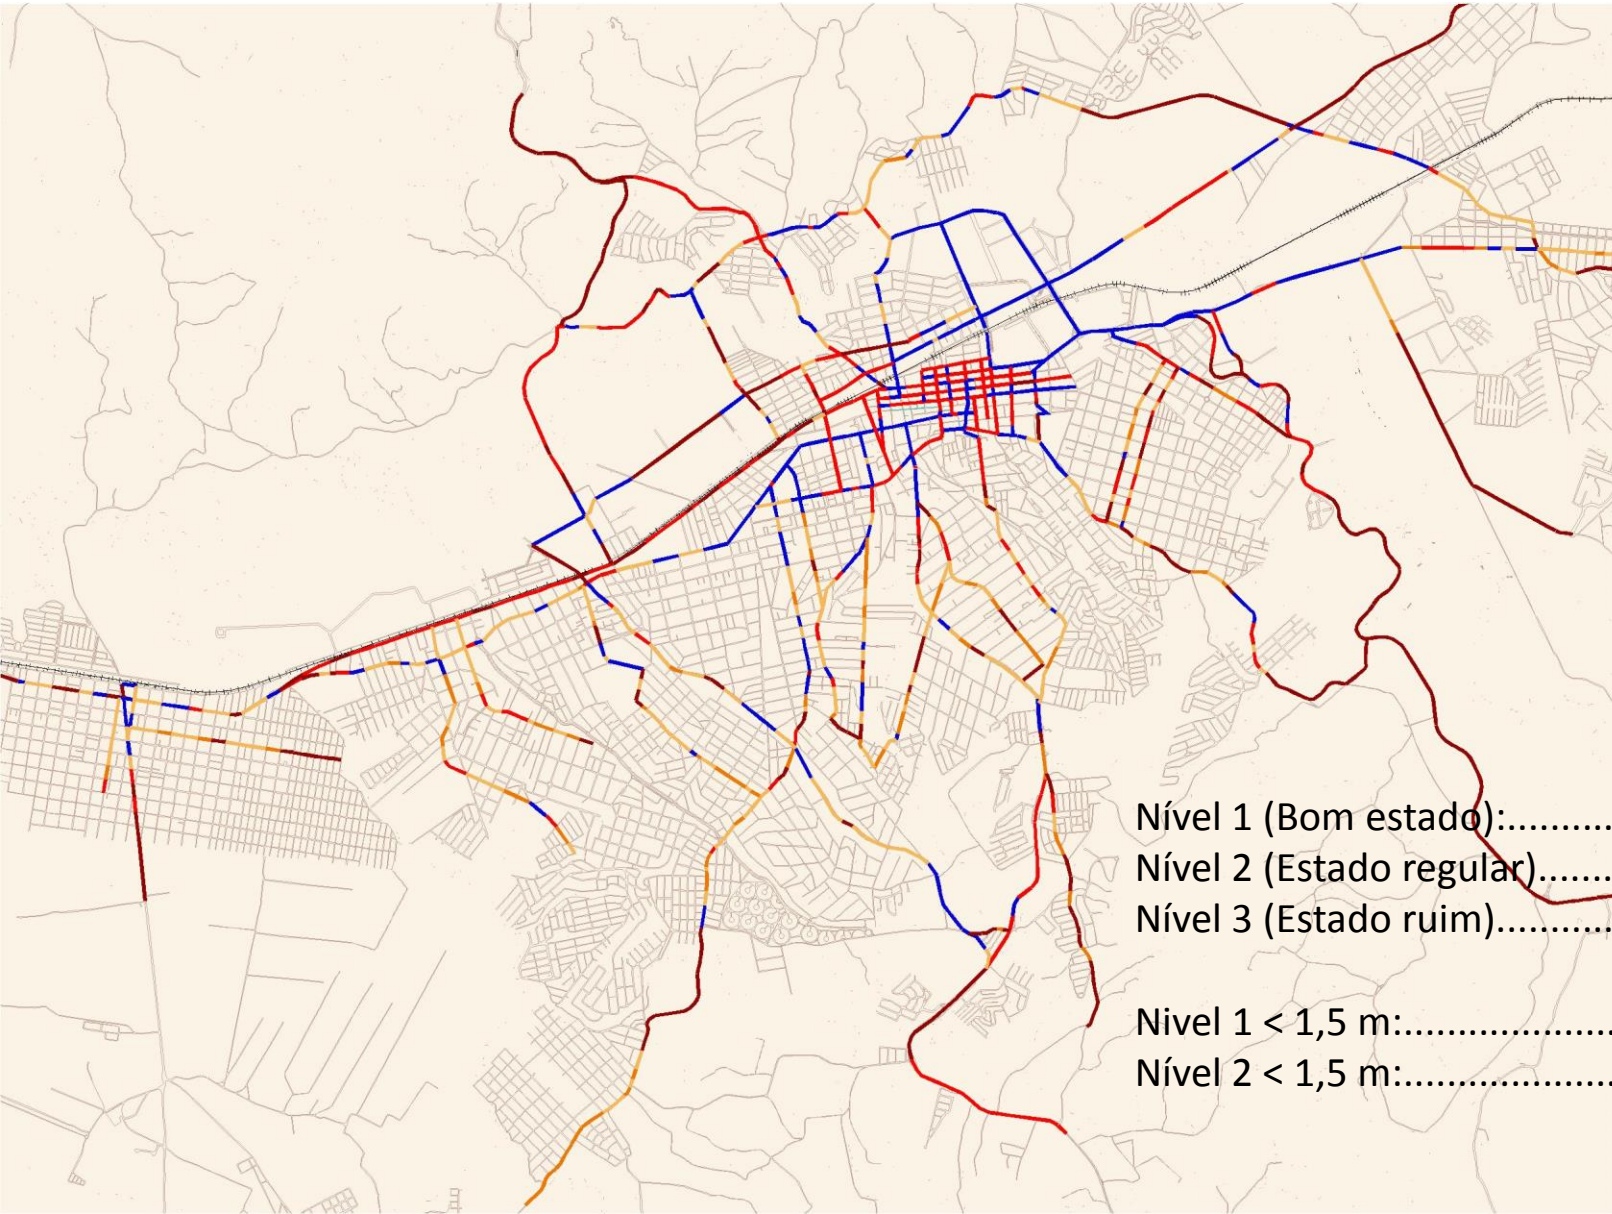 Nível 1 (Bom estado):..........
Nível 2 (Estado regular).......
Nível 3 (Estado ruim)...........
Nivel 1 < 1,5 m:....................
Nível 2 < 1,5 m:....................